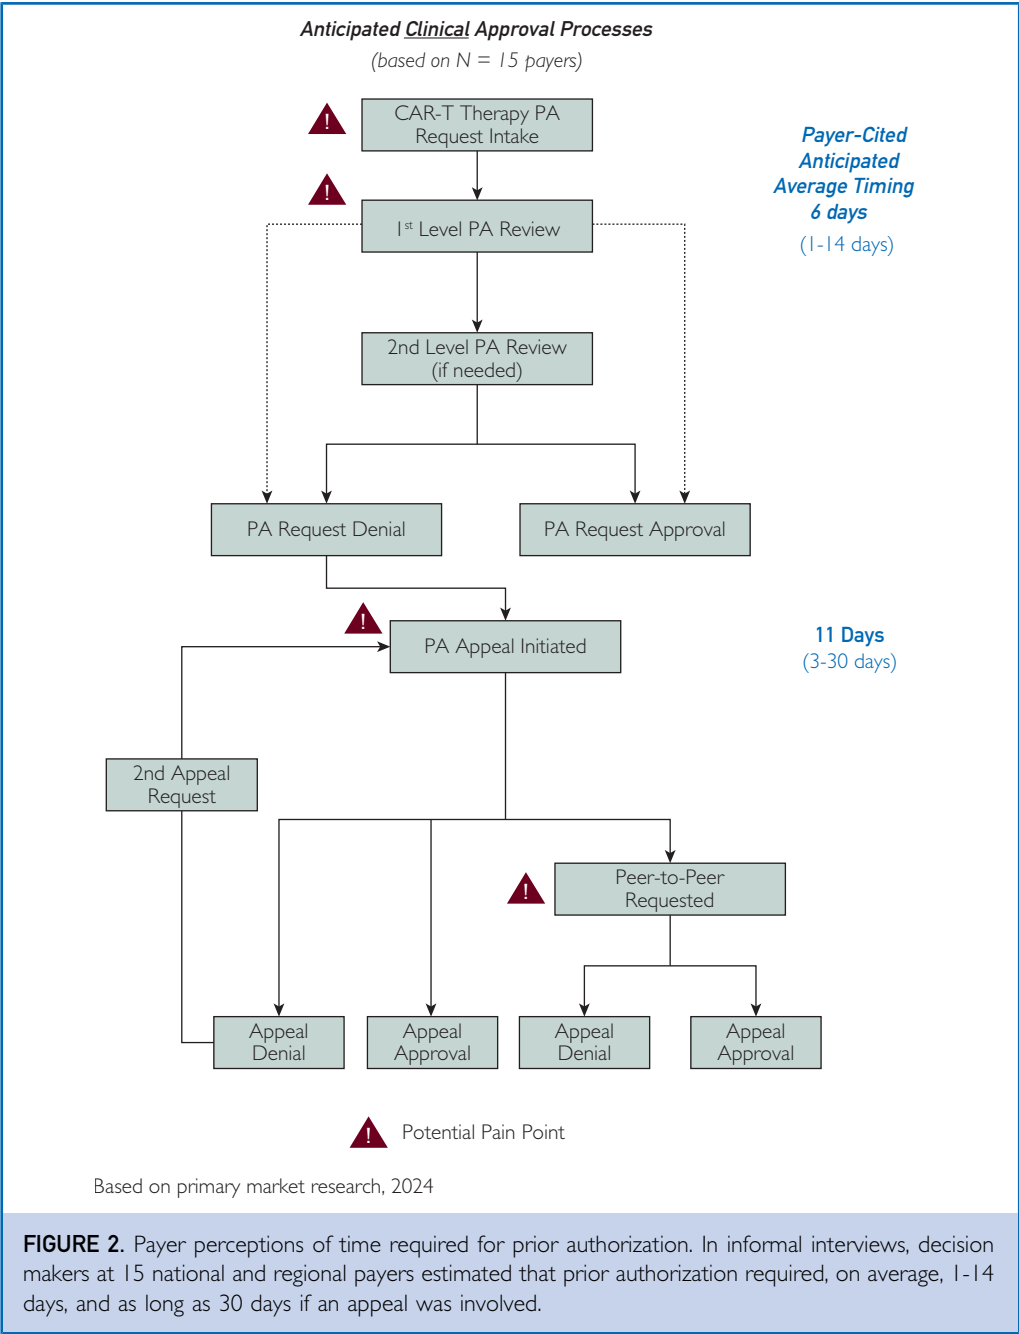 Anticipated Clinical Approval Processes
(based on N = 15 payers)
!
CAR-T Therapy PA
Request Intake
Payer-Cited
Anticipated
Average Timing
6 days
(1-14 days)
!
1st Level PA Review
2nd Level PA Review
(if needed)
PA Request Denial
PA Request Approval
!
PA Appeal Initiated
11 Days
(3-30 days)
2nd Appeal
Request
!
Peer-to-Peer
Requested
Appeal
Denial
Appeal
Approval
Appeal
Denial
Appeal
Approval
!
Potential Pain Point
Based on primary market research, 2024
FIGURE 2. Payer perceptions of time required for prior authorization. In informal interviews, decision
makers at 15 national and regional payers estimated that prior authorization required, on average, 1-14
days, and as long as 30 days if an appeal was involved.